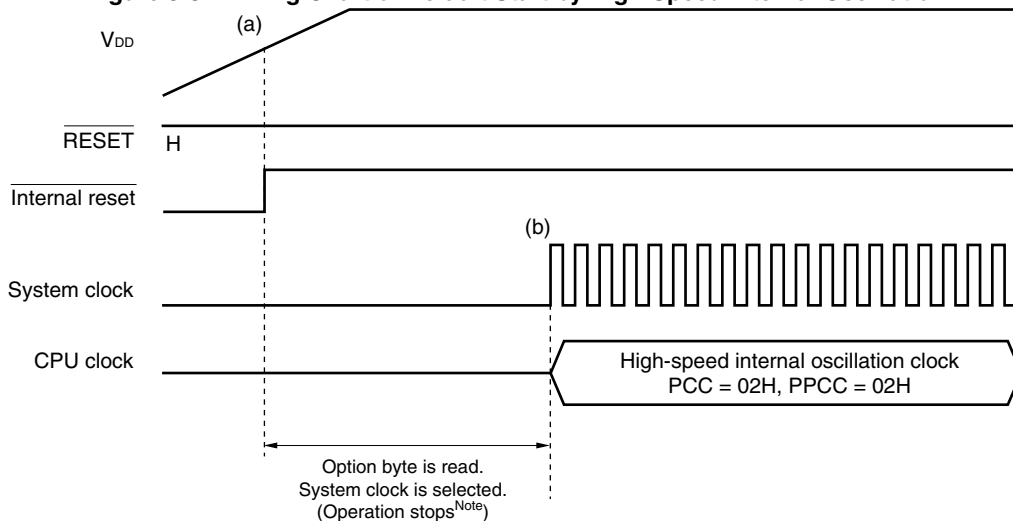 (a)
VDD
RESET
H
Internal reset
(b)
System clock
CPU clock
High-speed internal oscillation clock
PCC = 02H, PPCC = 02H
Option byte is read.
System clock is selected.
(Operation stopsNote)